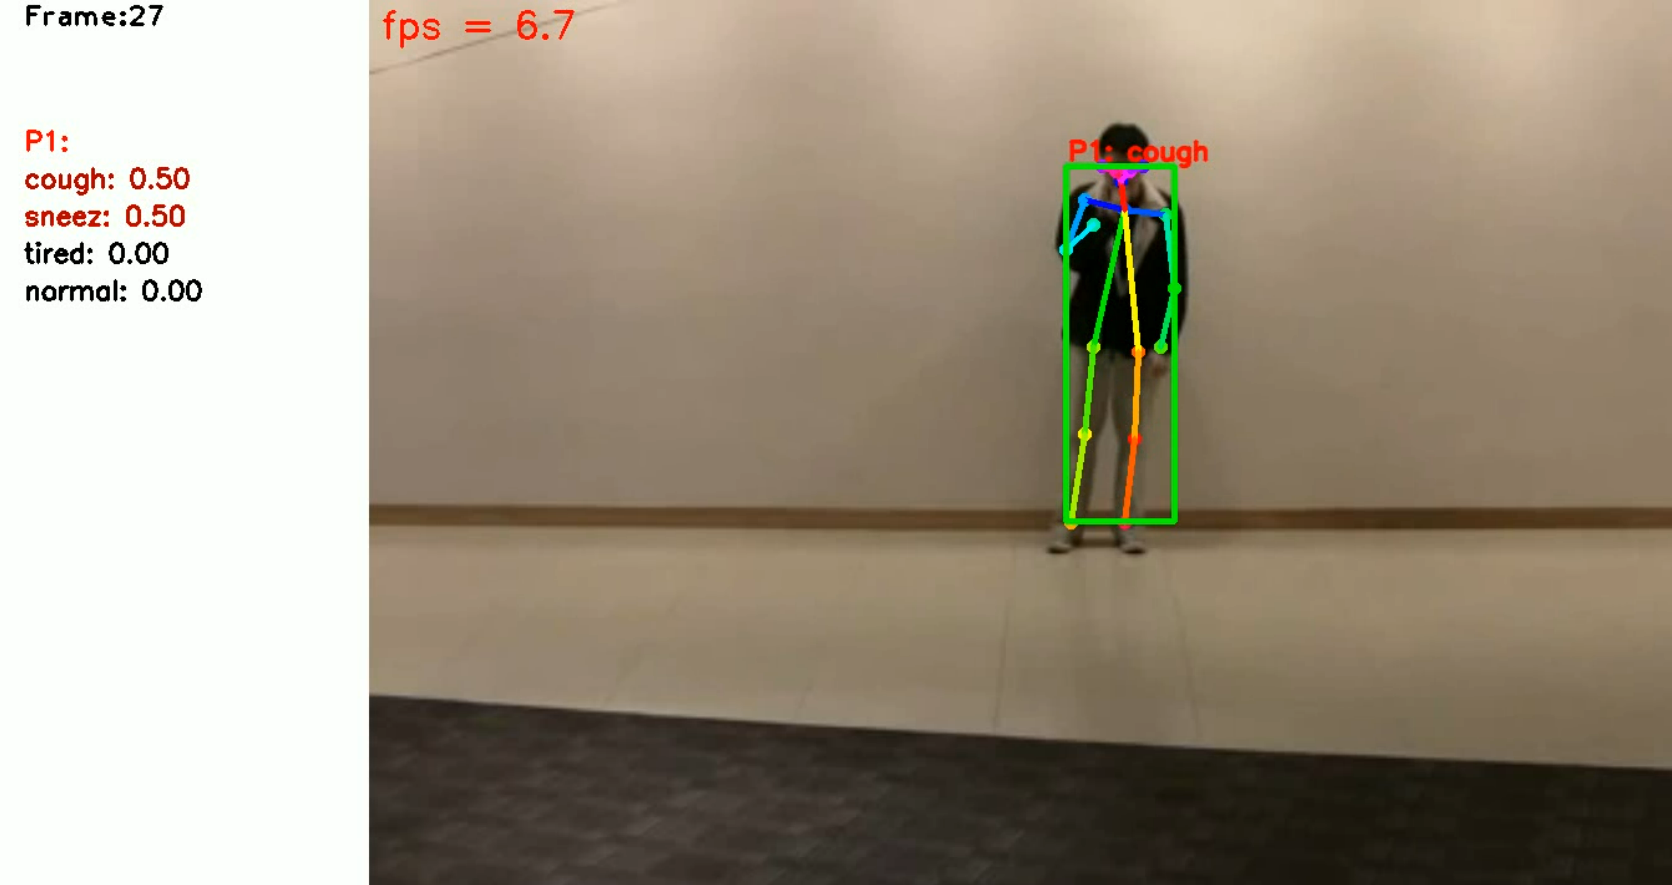 Frame:27
fps = 6.7
P1:
cough: 0.50
sneez: 0.50
tired: 0.00
normal: 0.00
P1: cough